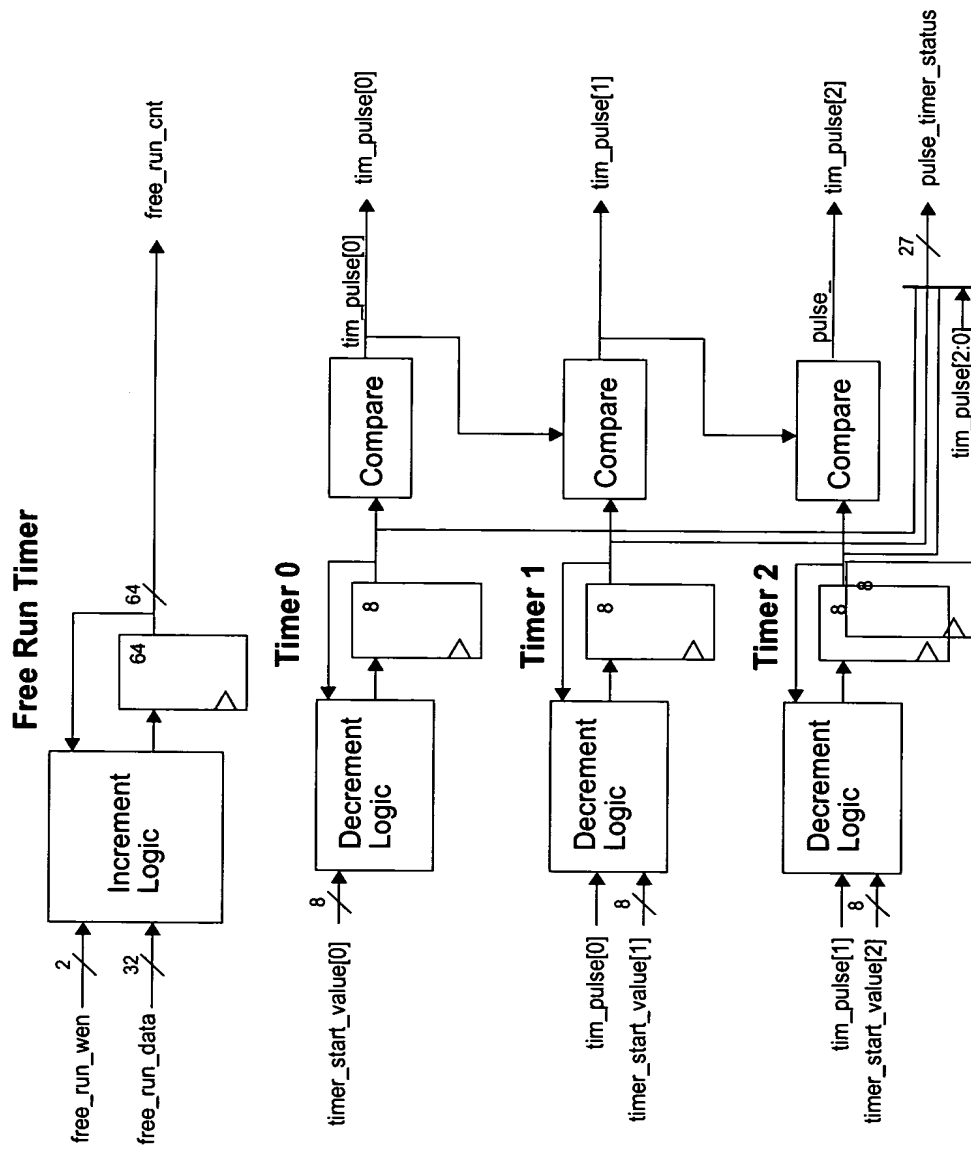 Free Run Timer
free_run_wen
2
free_run_data
32
Increment
Logic
64
64
free_run_cnt
Timer 0
timer_start_value[0]
8
Decrement
Logic
8
Compare
tim_pulse[0]
tim_pulse[0]
Timer 1
tim_pulse[0]
timer_start_value[1]
8
Decrement
Logic
8
Compare
tim_pulse[1]
Timer 2
tim_pulse[1]
timer_start_value[2]
8
Decrement
Logic
8
8
Compare
pulse_
tim_pulse[2]
tim_pulse[2:0]
27
pulse_timer_status